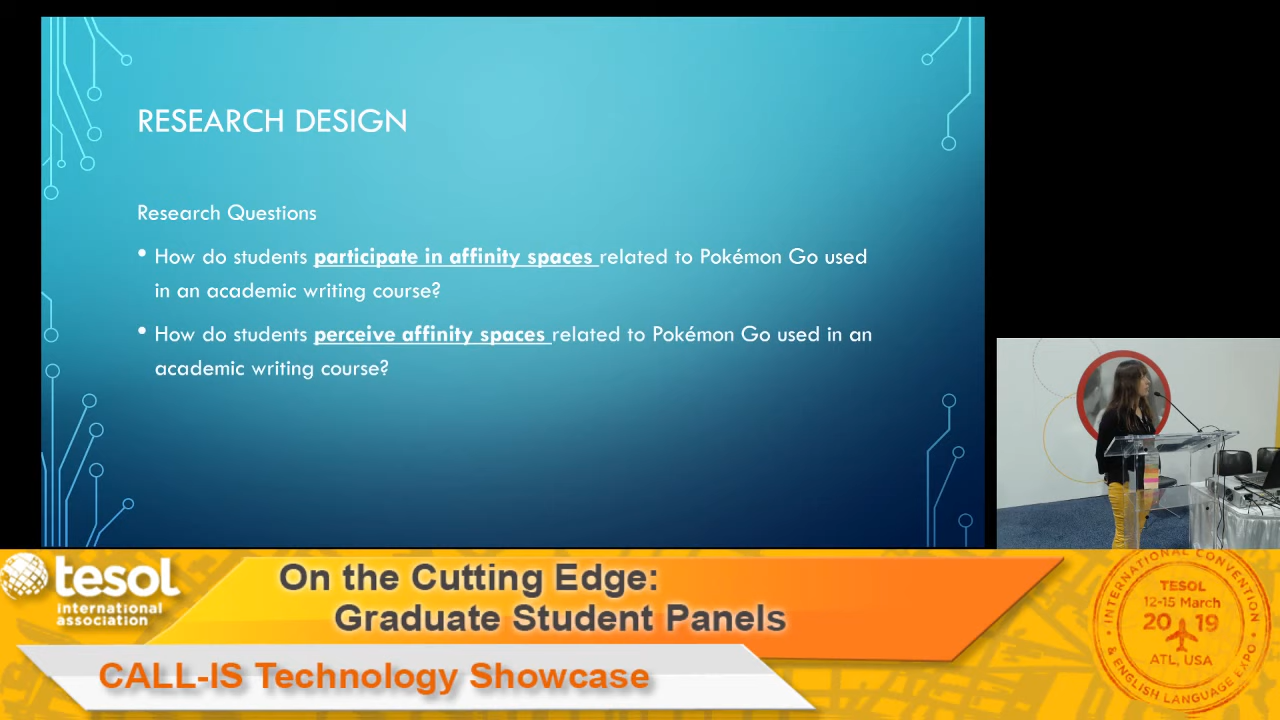 RESEARCH DESIGN
Research Questions
• How do students participate in affinity spaces related to Pokémon Go used
in an academic writing course?
• How do students perceive affinity spaces related to Pokémon Go used in an
academic writing course?
tesol
international
association
On the Cutting Edge:
Graduate Student Panels
CALL-IS Technology Showcase
INTERNATIONAL CONVENTION
TESOL
12-15 March
20 19
ATL, USA
& ENGLISH LANGUAGE EXPO